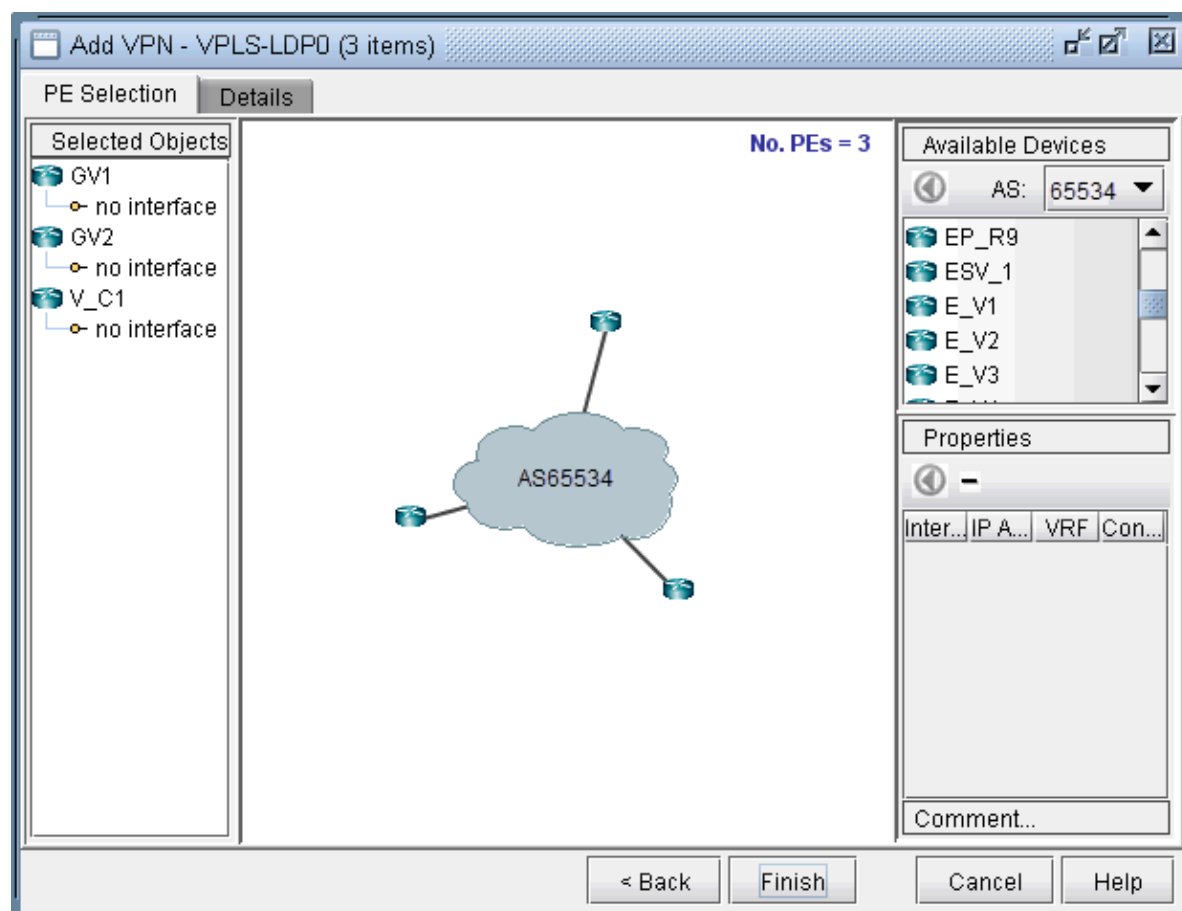 Add VPN - VPLS-LDP0 (3 items)
PE Selection
Details
Selected Objects
GV1
no interface
GV2
no interface
V_C1
no interface
No. PEs = 3
AS65534
Available Devices
AS: 65534
EP_R9
ESV_1
E_V1
E_V2
E_V3
Properties
Inter... IP A... VRF Con...
Comment...
< Back Finish Cancel Help